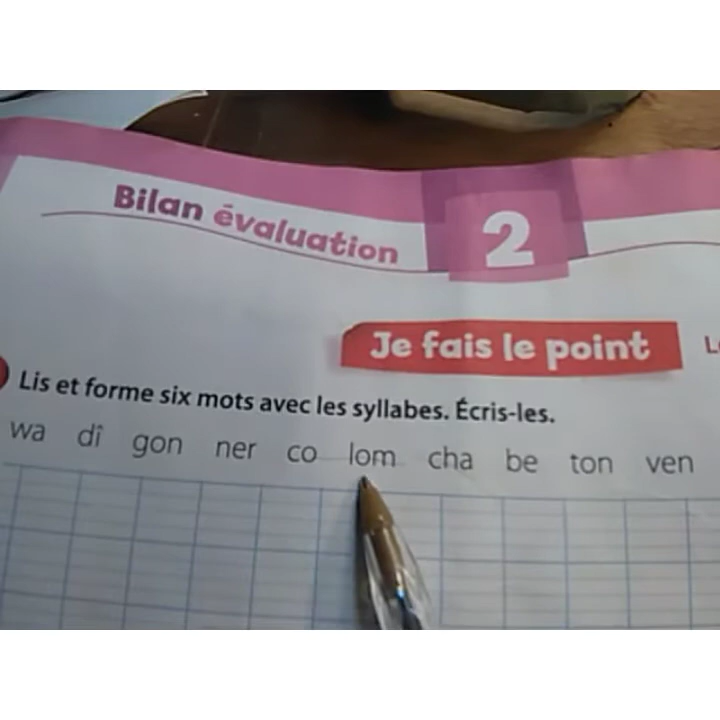 Bilan évaluation 2
Je fais le point
Lis et forme six mots avec les syllabes. Écris-les.
wa dî gon ner co lom cha be ton ven